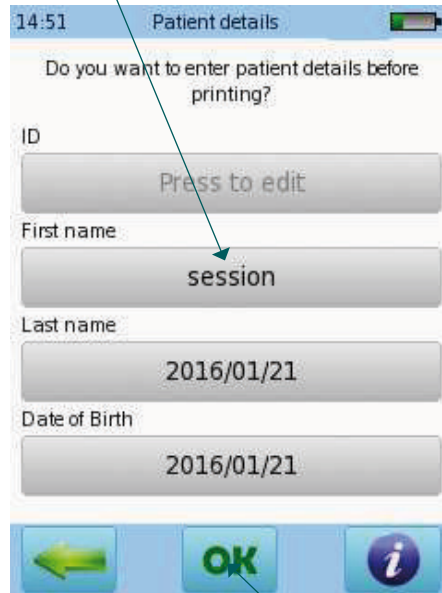 14:51 Patient details
Do you want to enter patient details before
printing?
ID
Press to edit
First name
session
Last name
2016/01/21
Date of Birth
2016/01/21
OK
i